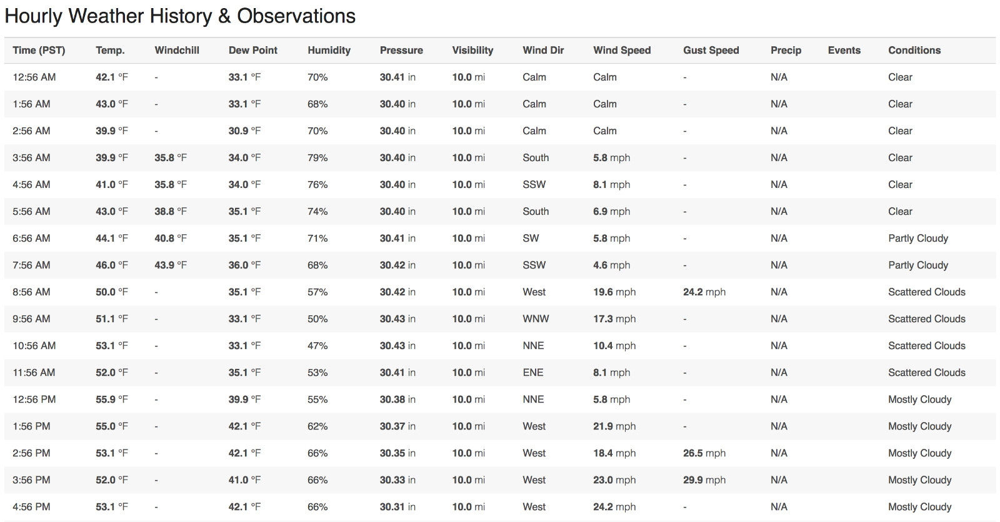 Hourly Weather History & Observations
Time (PST) Temp. Windchill Dew Point Humidity Pressure Visibility Wind Dir Wind Speed Gust Speed Precip Events Conditions
12:56 AM 42.1 °F - 33.1 °F 70% 30.41 in 10.0 mi Calm Calm - N/A Clear
1:56 AM 43.0 °F - 33.1 °F 68% 30.40 in 10.0 mi Calm Calm - N/A Clear
2:56 AM 39.9 °F - 30.9 °F 70% 30.40 in 10.0 mi Calm Calm - N/A Clear
3:56 AM 39.9 °F 35.8 °F 34.0 °F 79% 30.40 in 10.0 mi South 5.8 mph - N/A Clear
4:56 AM 41.0 °F 35.8 °F 34.0 °F 76% 30.40 in 10.0 mi SSW 8.1 mph - N/A Clear
5:56 AM 43.0 °F 38.8 °F 35.1 °F 74% 30.40 in 10.0 mi South 6.9 mph - N/A Clear
6:56 AM 44.1 °F 40.8 °F 35.1 °F 71% 30.41 in 10.0 mi SW 5.8 mph - N/A Partly Cloudy
7:56 AM 46.0 °F 43.9 °F 36.0 °F 68% 30.42 in 10.0 mi SSW 4.6 mph - N/A Partly Cloudy
8:56 AM 50.0 °F - 35.1 °F 57% 30.42 in 10.0 mi West 19.6 mph 24.2 mph N/A Scattered Clouds
9:56 AM 51.1 °F - 33.1 °F 50% 30.43 in 10.0 mi WNW 17.3 mph - N/A Scattered Clouds
10:56 AM 53.1 °F - 33.1 °F 47% 30.43 in 10.0 mi NNE 10.4 mph - N/A Scattered Clouds
11:56 AM 52.0 °F - 35.1 °F 53% 30.41 in 10.0 mi ENE 8.1 mph - N/A Scattered Clouds
12:56 PM 55.9 °F - 39.9 °F 55% 30.38 in 10.0 mi NNE 5.8 mph - N/A Mostly Cloudy
1:56 PM 55.0 °F - 42.1 °F 62% 30.37 in 10.0 mi West 21.9 mph - N/A Mostly Cloudy
2:56 PM 53.1 °F - 42.1 °F 66% 30.35 in 10.0 mi West 18.4 mph 26.5 mph N/A Mostly Cloudy
3:56 PM 52.0 °F - 41.0 °F 66% 30.33 in 10.0 mi West 23.0 mph 29.9 mph N/A Mostly Cloudy
4:56 PM 53.1 °F - 42.1 °F 66% 30.31 in 10.0 mi West 24.2 mph - N/A Mostly Cloudy